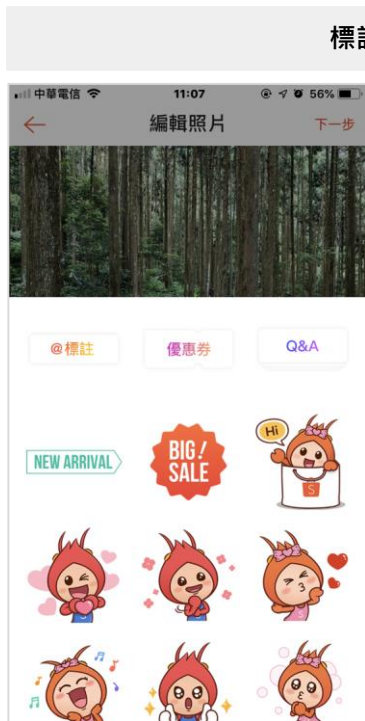 標
中華電信 11:07 56%
編輯照片 下一步
@標註 優惠券 Q&A
NEW ARRIVAL
BIG!
SALE
Hi
S